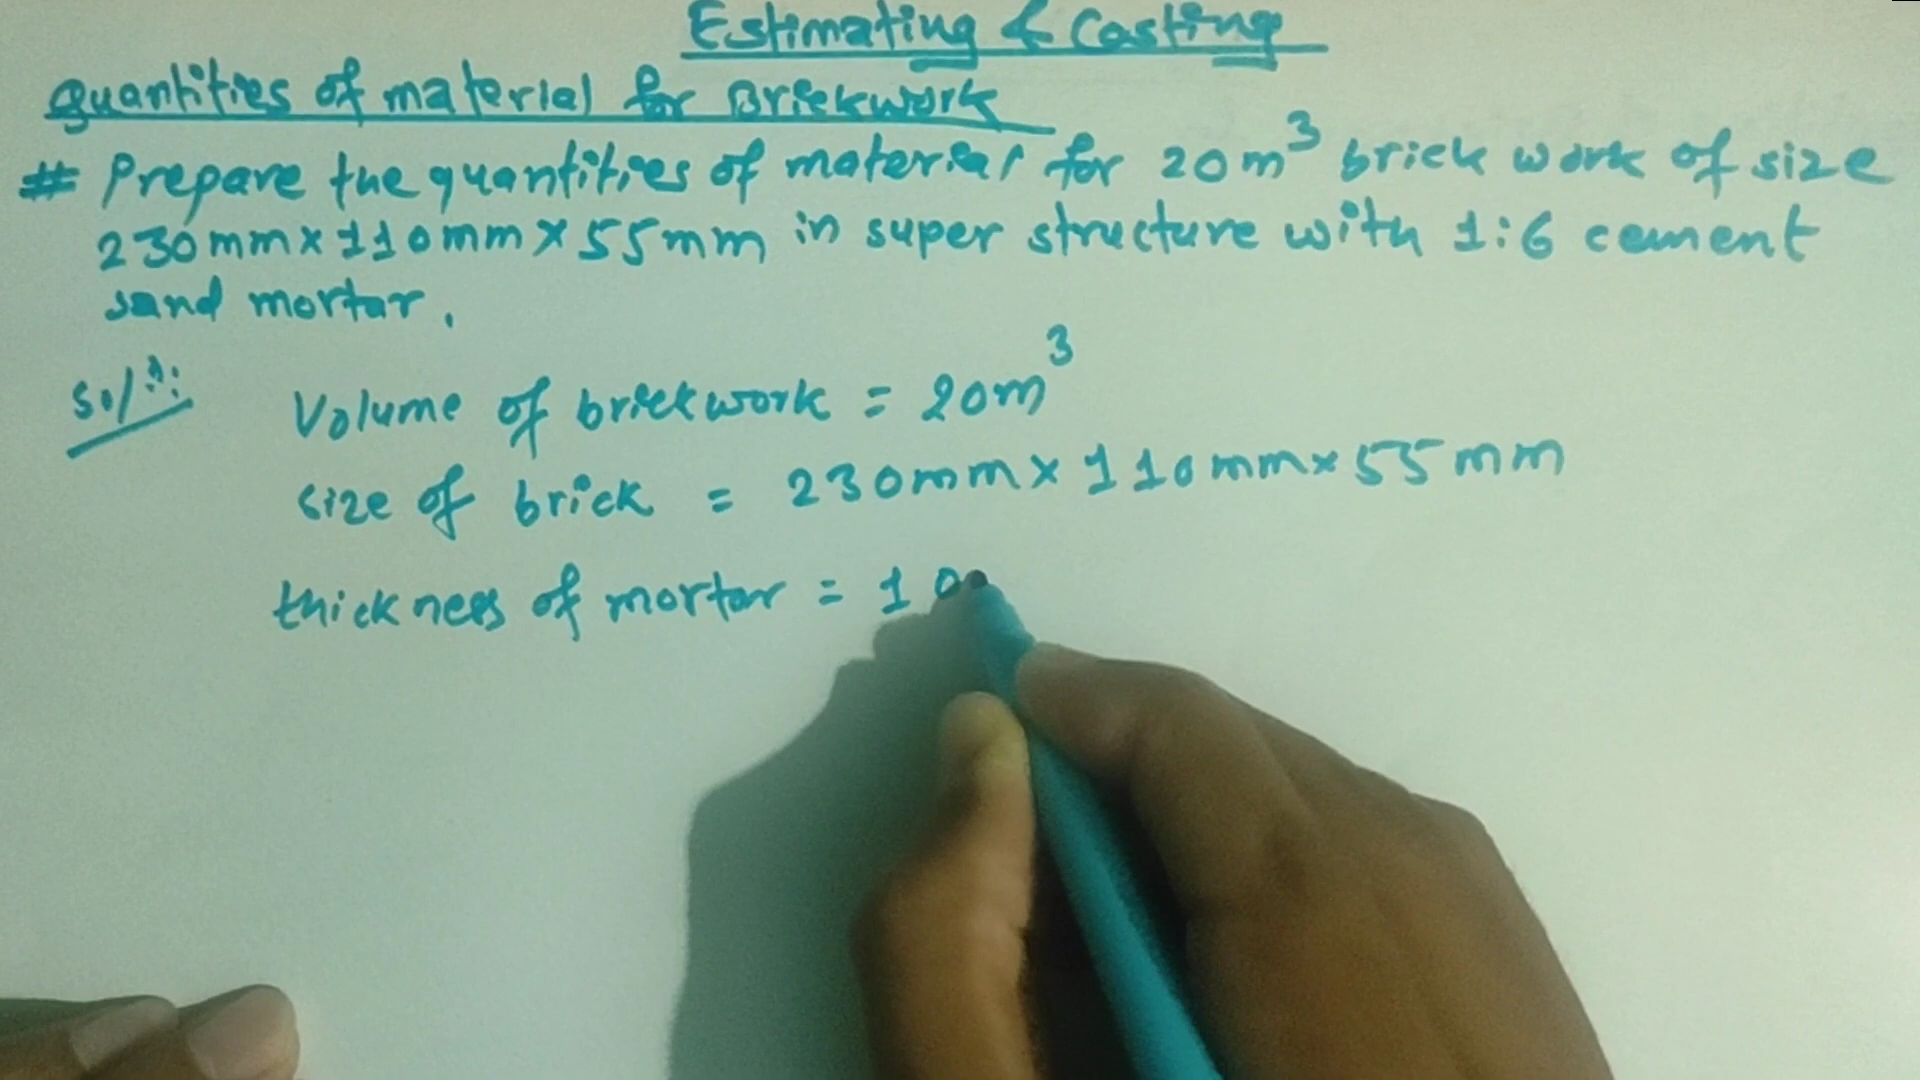 Estimating & Costing
Quantities of material for Brickwork
# Prepare the quantities of material for 20m³ brick work of size
230mm x 110mm x 55mm in super structure with 1:6 cement
sand mortar.
Solⁿ:
Volume of brickwork = 20m³
size of brick = 230mm x 110mm x 55mm
thickness of mortar = 10